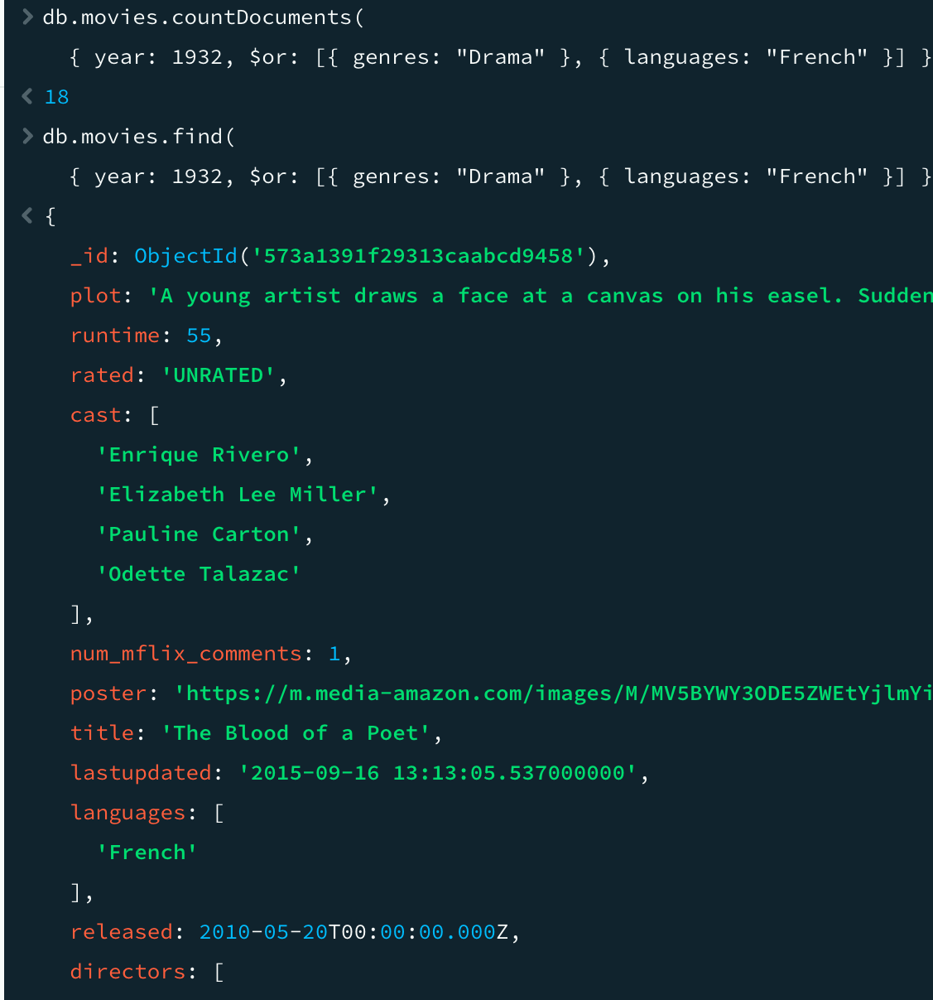 > db.movies.countDocuments(
{ year: 1932, $or: [{ genres: "Drama" }, { languages: "French" }] }
< 18
> db.movies.find(
{ year: 1932, $or: [{ genres: "Drama" }, { languages: "French" }] }
< {
_id: ObjectId('573a1391f29313caabcd9458'),
plot: 'A young artist draws a face at a canvas on his easel. Sudden
runtime: 55,
rated: 'UNRATED',
cast: [
'Enrique Rivero',
'Elizabeth Lee Miller',
'Pauline Carton',
'Odette Talazac'
],
num_mflix_comments: 1,
poster: 'https://m.media-amazon.com/images/M/MV5BYWY3ODE5ZWEtYjlmYi
title: 'The Blood of a Poet',
lastupdated: '2015-09-16 13:13:05.537000000',
languages: [
'French'
],
released: 2010-05-20T00:00:00.000Z,
directors: [